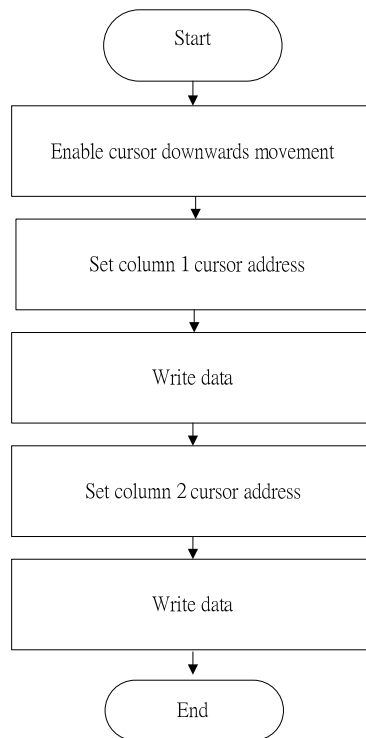 Start
Enable cursor downwards movement
Set column 1 cursor address
Write data
Set column 2 cursor address
Write data
End